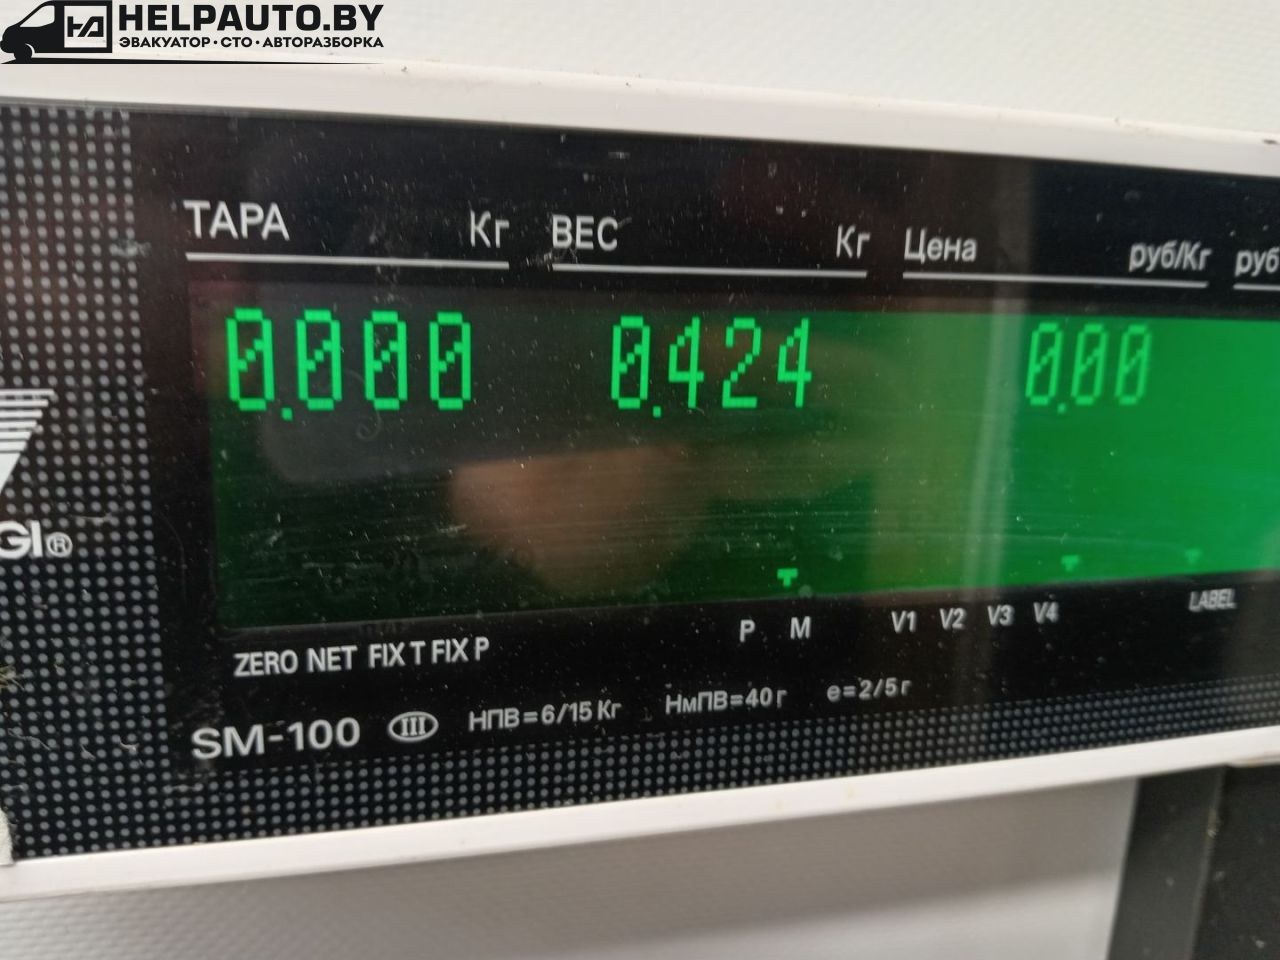 HELPAUTO.BY
ЭВАКУАТОР·СТО·АВТОРАЗБОРКА
ТАРА Кг ВЕС Кг Цена руб/Кг руб
0.000 0.424 0.00
GI®
P M V1 V2 V3 V4 LABEL
ZERO NET FIX T FIX P
SM-100 III НПВ=6/15 Кг НмПВ=40 г e=2/5 г